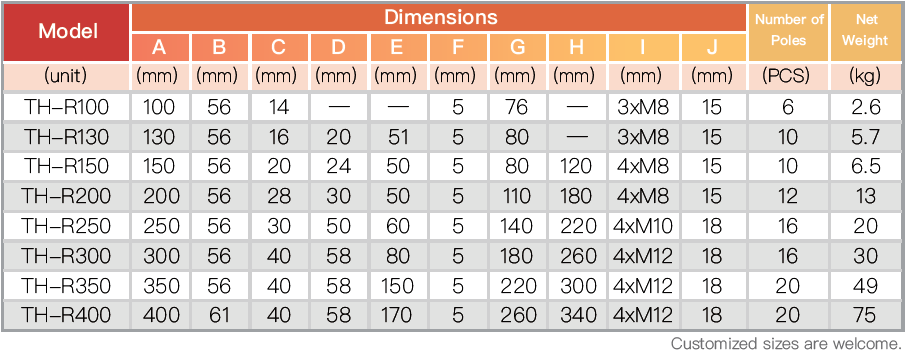 Model Dimensions Number of Poles Net Weight
A B C D E F G H I J
(unit) (mm) (mm) (mm) (mm) (mm) (mm) (mm) (mm) (mm) (mm) (PCS) (kg)
TH-R100 100 56 14 — — 5 76 — 3xM8 15 6 2.6
TH-R130 130 56 16 20 51 5 80 — 3xM8 15 10 5.7
TH-R150 150 56 20 24 50 5 80 120 4xM8 15 10 6.5
TH-R200 200 56 28 30 50 5 110 180 4xM8 15 12 13
TH-R250 250 56 30 50 60 5 140 220 4xM10 18 16 20
TH-R300 300 56 40 58 80 5 180 260 4xM12 18 16 30
TH-R350 350 56 40 58 150 5 220 300 4xM12 18 20 49
TH-R400 400 61 40 58 170 5 260 340 4xM12 18 20 75
Customized sizes are welcome.